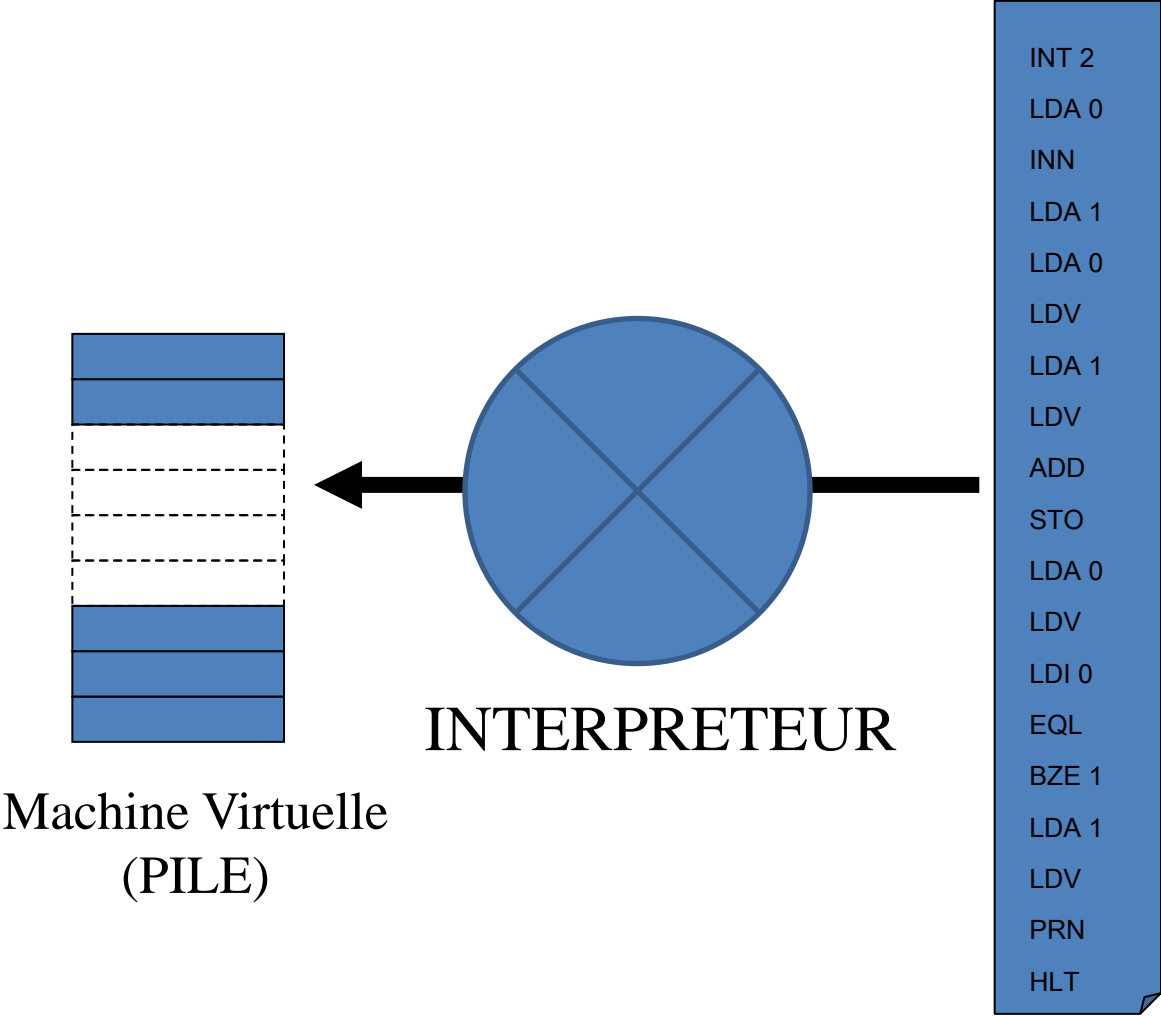 INT 2
LDA 0
INN
LDA 1
LDA 0
LDV
LDA 1
LDV
ADD
STO
LDA 0
LDV
LDI 0
EQL
BZE 1
LDA 1
LDV
PRN
HLT
INTERPRETEUR
Machine Virtuelle
(PILE)